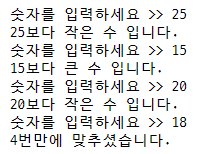 숫자를 입력하세요 >> 25
25보다 작은 수 입니다.
숫자를 입력하세요 >> 15
15보다 큰 수 입니다.
숫자를 입력하세요 >> 20
20보다 작은 수 입니다.
숫자를 입력하세요 >> 18
4번만에 맞추셨습니다.